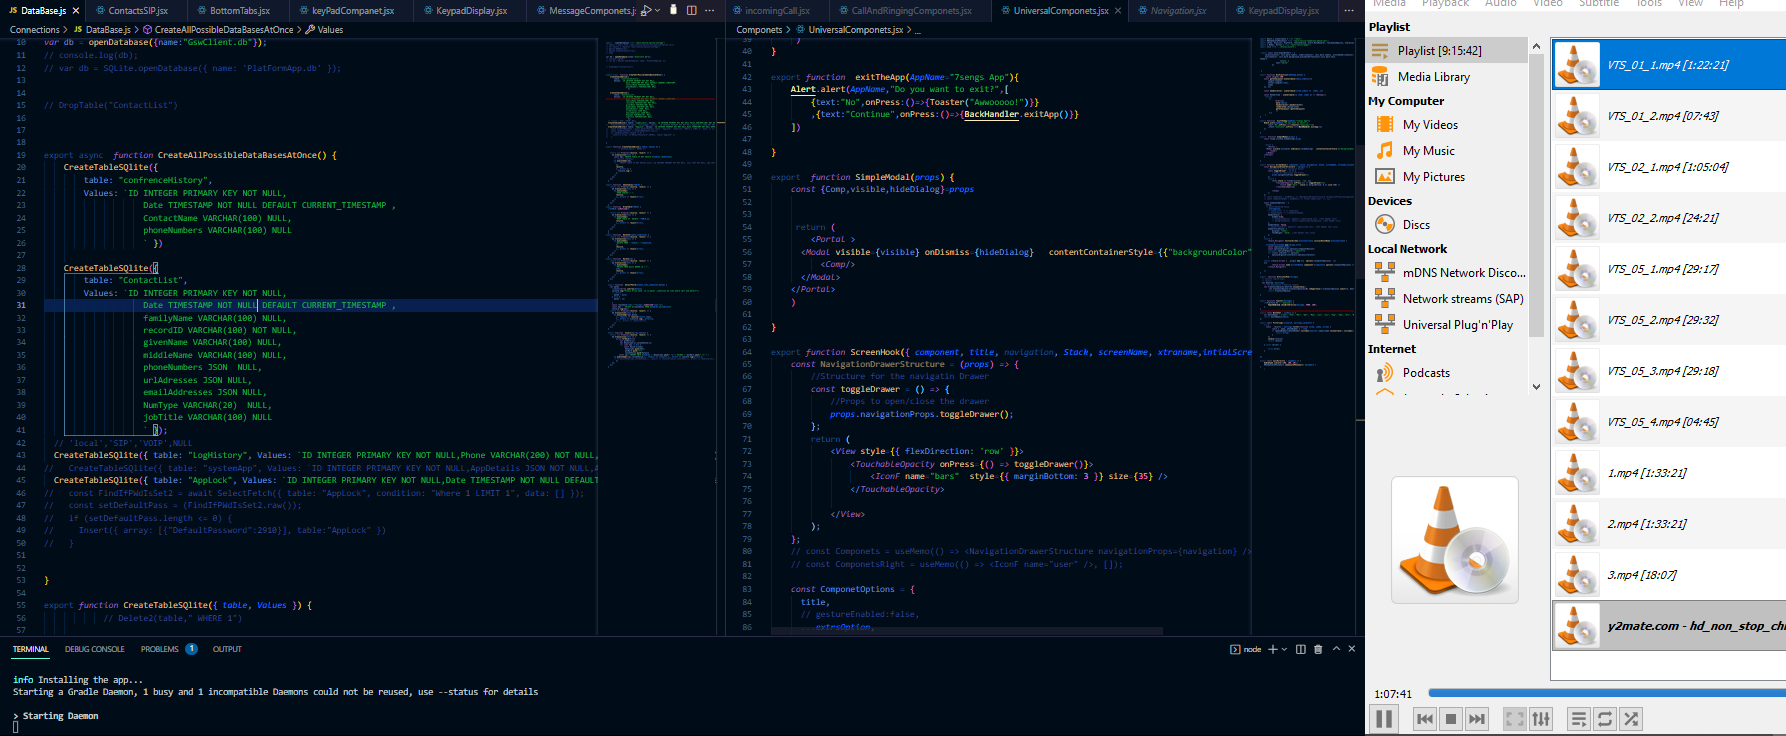 DataBase.js
ContactsSIP.jsx
BottomTabs.jsx
keyPadCompanet.jsx
KeypadDisplay.jsx
MessageComponets.j
incomingCall.jsx
CallAndRingingComponets.jsx
UniversalComponets.jsx
Navigation.jsx
KeypadDisplay.jsx
Connections > JS DataBase.js > CreateAllPossibleDataBasesAtOnce > Values
10 var db = openDatabase({name:"GswClient.db"});
11 // console.log(db);
12 // var db = SQLite.openDatabase({ name: 'PlatFormApp.db' });
13
14
15 // DropTable("ContactList")
16
17
18
19 export async  function CreateAllPossibleDataBasesAtOnce() {
20 CreateTableSQlite({
21 table: "confrenceHistory",
22 Values: `ID INTEGER PRIMARY KEY NOT NULL,
23 Date TIMESTAMP NOT NULL DEFAULT CURRENT_TIMESTAMP ,
24 ContactName VARCHAR(100) NULL,
25 phoneNumbers VARCHAR(100) NULL
26 ` })
27
28 CreateTableSQlite({
29 table: "ContactList",
30 Values: `ID INTEGER PRIMARY KEY NOT NULL,
31 Date TIMESTAMP NOT NULL DEFAULT CURRENT_TIMESTAMP ,
32 familyName VARCHAR(100) NULL,
33 recordID VARCHAR(100) NOT NULL,
34 givenName VARCHAR(100) NULL,
35 middleName VARCHAR(100) NULL,
36 phoneNumbers JSON  NULL,
37 urlAdresses JSON NULL,
38 emailAddresses JSON NULL,
39 NumType VARCHAR(20)  NULL,
40 jobTitle VARCHAR(100) NULL
41 ` });
42 // 'local','SIP','VOIP',NULL
43 CreateTableSQlite({ table: "LogHistory", Values: `ID INTEGER PRIMARY KEY NOT NULL,Phone VARCHAR(200) NOT NULL,
44 //   CreateTableSQlite({ table: "systemApp", Values: `ID INTEGER PRIMARY KEY NOT NULL,AppDetails JSON NOT NULL,A
45 CreateTableSQlite({ table: "AppLock", Values: `ID INTEGER PRIMARY KEY NOT NULL,Date TIMESTAMP NOT NULL DEFAULT
46 //   const FindIfPWdIsSet2 = await SelectFetch({ table: "AppLock", condition: "Where 1 LIMIT 1", data: [] });
47 //   const setDefaultPass = (FindIfPWdIsSet2.raw());
48 //   if (setDefaultPass.length <= 0) {
49 //     Insert({ array: [{"DefaultPassword":2910}], table:"AppLock" })
50 //   }
51
52
53 }
54
55 export function CreateTableSQlite({ table, Values }) {
56 // Delete2(table," WHERE 1")
57
Componets > UniversalComponets.jsx > ...
39 )
40 }
41
42 export function  exitTheApp(AppName="7sengs App"){
43 Alert.alert(AppName,"Do you want to exit?",[
44 {text:"No",onPress:()=>{Toaster("Awwooooo!")}}
45 ,{text:"Continue",onPress:()=>{BackHandler.exitApp()}}
46 ])
47
48 }
49
50 export  function SimpleModal(props) {
51 const {Comp,visible,hideDialog}=props
52
53
54 return (
55 <Portal >
56 <Modal visible={visible} onDismiss={hideDialog}   contentContainerStyle={{"backgroundColor"
57 <Comp/>
58 </Modal>
59 </Portal>
60 )
61
62 }
63
64 export function ScreenHook({ component, title, navigation, Stack, screenName, xtraname,intialScre
65 const NavigationDrawerStructure = (props) => {
66 //Structure for the navigatin Drawer
67 const toggleDrawer = () => {
68 //Props to open/close the drawer
69 props.navigationProps.toggleDrawer();
70 };
71 return (
72 <View style={{ flexDirection: 'row' }}>
73 <TouchableOpacity onPress={() => toggleDrawer()}>
74 <IconF name="bars"  style={{ marginBottom: 3 }} size={35} />
75 </TouchableOpacity>
76
77 </View>
78 );
79 };
80 // const Componets = useMemo(() => <NavigationDrawerStructure navigationProps={navigation} />
81 // const ComponetsRight = useMemo(() => <IconF name="user" />, []);
82
83 const ComponetOptions = {
84 title,
85 // gestureEnabled:false,
86 ...extrsOption,
TERMINAL
DEBUG CONSOLE
PROBLEMS 1
OUTPUT
node
info Installing the app...
Starting a Gradle Daemon, 1 busy and 1 incompatible Daemons could not be reused, use --status for details
> Starting Daemon
Media Playback Audio Video Subtitle Tools View Help
Playlist
Playlist [9:15:42]
Media Library
My Computer
My Videos
My Music
My Pictures
Devices
Discs
Local Network
mDNS Network Disco...
Network streams (SAP)
Universal Plug'n'Play
Internet
Podcasts
VTS_01_1.mp4 [1:22:21]
VTS_01_2.mp4 [07:43]
VTS_02_1.mp4 [1:05:04]
VTS_02_2.mp4 [24:21]
VTS_05_1.mp4 [29:17]
VTS_05_2.mp4 [29:32]
VTS_05_3.mp4 [29:18]
VTS_05_4.mp4 [04:45]
1.mp4 [1:33:21]
2.mp4 [1:33:21]
3.mp4 [18:07]
y2mate.com - hd_non_stop_chr
1:07:41